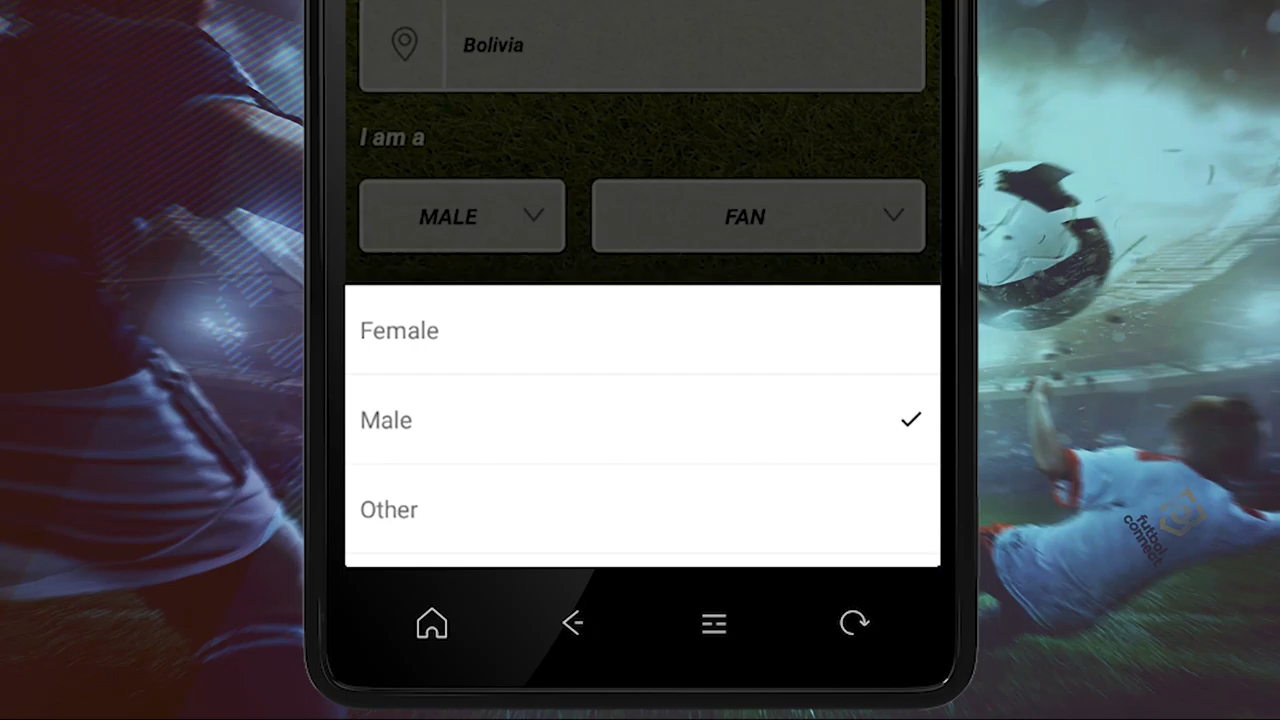 Bolivia
I am a
MALE
FAN
Female
Male
Other
futbol
connect